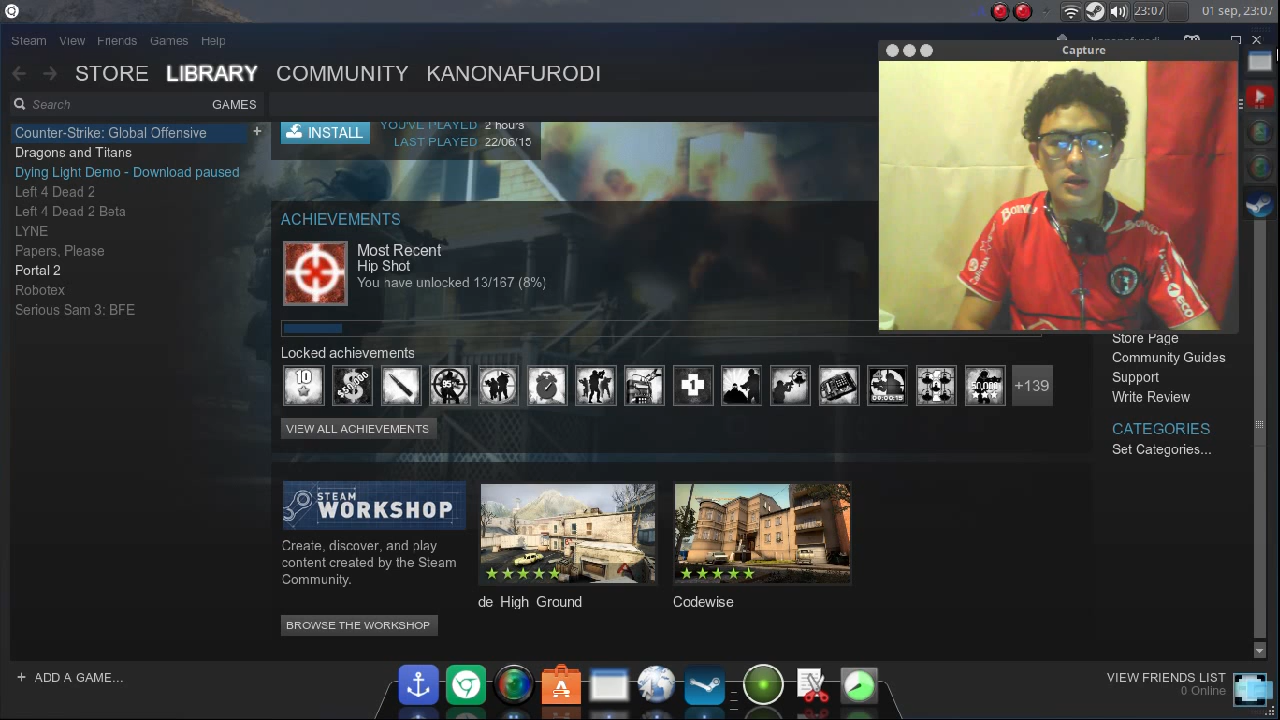 23:07 01 sep, 23:07
Steam View Friends Games Help
Capture
STORE LIBRARY COMMUNITY KANONAFURODI
Search GAMES
Counter-Strike: Global Offensive +
Dragons and Titans
Dying Light Demo - Download paused
Left 4 Dead 2
Left 4 Dead 2 Beta
LYNE
Papers, Please
Portal 2
Robotex
Serious Sam 3: BFE
INSTALL
YOU'VE PLAYED 2 hours
LAST PLAYED 22/06/15
ACHIEVEMENTS
Most Recent
Hip Shot
You have unlocked 13/167 (8%)
Locked achievements
10
95
+139
VIEW ALL ACHIEVEMENTS
Store Page
Community Guides
Support
Write Review
CATEGORIES
Set Categories...
STEAM
WORKSHOP
Create, discover, and play
content created by the Steam
Community.
BROWSE THE WORKSHOP
de High Ground
Codewise
+ ADD A GAME...
VIEW FRIENDS LIST
0 Online